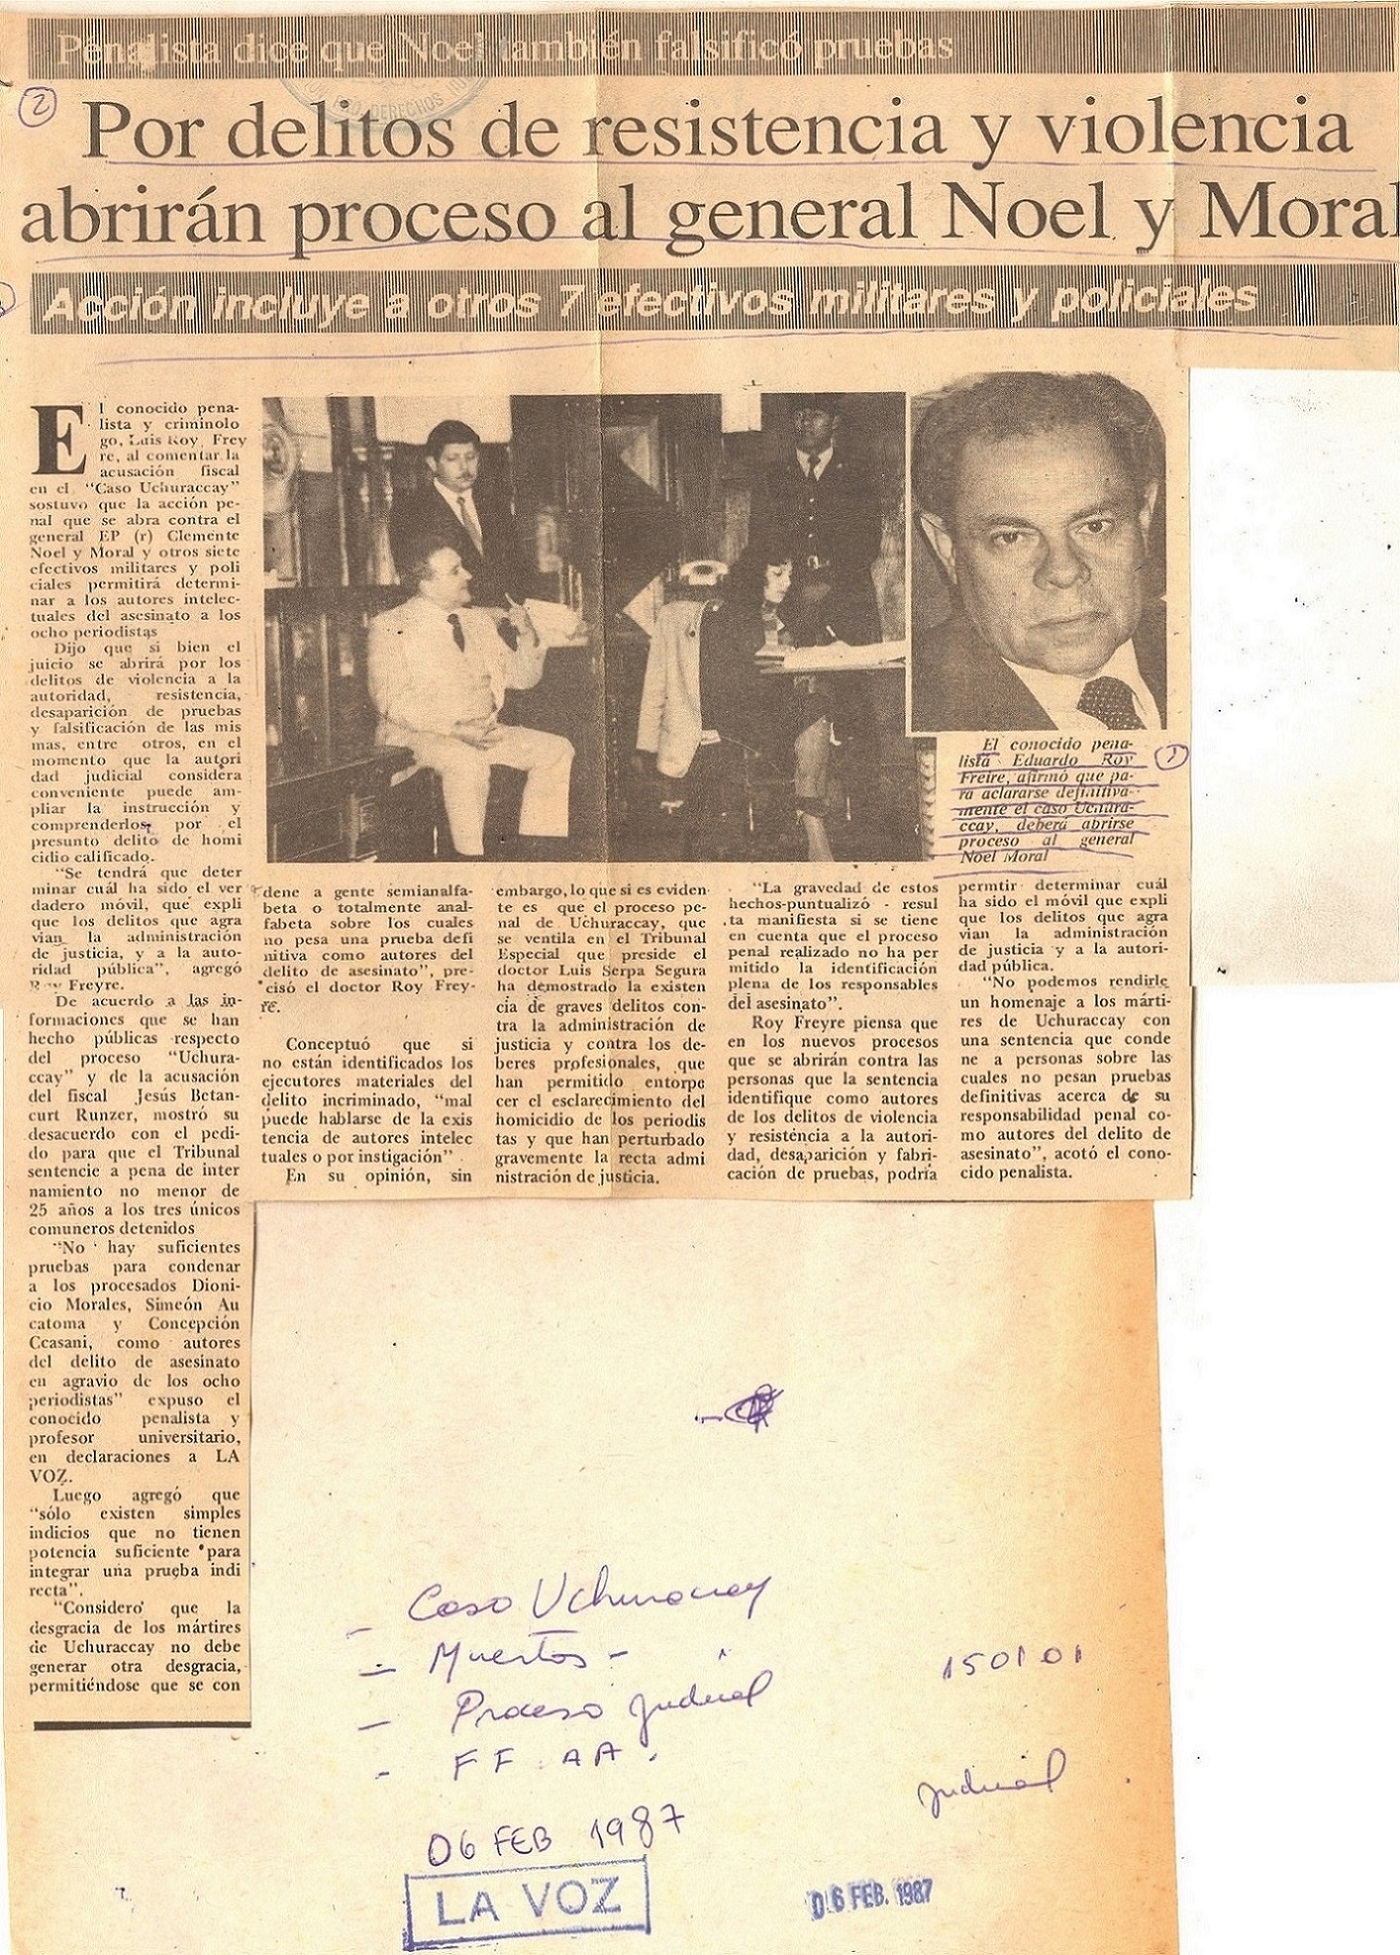 Penalista dice que Noel también falsificó pruebas
2
Por delitos de resistencia y violencia
abrirán proceso al general Noel y Moral
Acción incluye a otros 7 efectivos militares y policiales
El conocido pena-
lista y criminolo
go, Luis Roy Frey
re, al comentar la
acusación fiscal
en el "Caso Uchuraccay"
sostuvo que la acción pe-
nal que se abra contra el
general EP (r) Clemente
Noel y Moral y otros siete
efectivos militares y poli
ciales permitirá determi-
nar a los autores intelec-
tuales del asesinato a los
ocho periodistas
Dijo que si bien el
juicio se abrirá por los
delitos de violencia a la
autoridad, resistencia,
desaparición de pruebas
y falsificación de las mis
mas, entre otros, en el
momento que la autori
dad judicial considera
conveniente puede am-
pliar la instrucción y
comprenderlos por el
presunto delito de homi
cidio calificado.
"Se tendrá que deter
minar cuál ha sido el ver
dadero móvil, que expli
que los delitos que agra
vian la administración
de justicia, y a la auto-
ridad pública", agregó
Roy Freyre.
De acuerdo a las in-
formaciones que se han
hecho públicas respecto
del proceso "Uchura-
ccay" y de la acusación
del fiscal Jesús Betan-
curt Runzer, mostró su
desacuerdo con el pedi-
do para que el Tribunal
sentencie a pena de inter
namiento no menor de
25 años a los tres únicos
comuneros detenidos
"No hay suficientes
pruebas para condenar
a los procesados Dioni-
cio Morales, Simeón Au
catoma y Concepción
Ccasani, como autores
del delito de asesinato
en agravio de los ocho
periodistas" expuso el
conocido penalista y
profesor universitario,
en declaraciones a LA
VOZ.
Luego agregó que
"sólo existen simples
indicios que no tienen
potencia suficiente para
integrar una prueba indi
recta".
"Considero que la
desgracia de los mártires
de Uchuraccay no debe
generar otra desgracia,
permitiéndose que se con
El conocido pena-
lista Eduardo Roy
Freire, afirmó que pa-
ra aclararse definitiva-
mente el caso Uchura-
ccay, deberá abrirse
proceso al general
Noel Moral
1
dene a gente semianalfa-
beta o totalmente anal-
fabeta sobre los cuales
no pesa una prueba defi
nitiva como autores del
delito de asesinato", pre-
cisó el doctor Roy Frey-
re.
Conceptuó que si
no están identificados los
ejecutores materiales del
delito incriminado, "mal
puede hablarse de la exis
tencia de autores intelec
tuales o por instigación"
En su opinión, sin
embargo, lo que si es eviden-
te es que el proceso pe-
nal de Uchuraccay, que
se ventila en el Tribunal
Especial que preside el
doctor Luis Serpa Segura
ha demostrado la existen
cia de graves delitos con-
tra la administración de
justicia y contra los de-
beres profesionales, que
han permitido entorpe
cer el esclarecimiento del
homicidio de los periodis
tas y que han perturbado
gravemente la recta admi
nistración de justicia.
"La gravedad de estos
hechos-puntualizó - resul
ta manifiesta si se tiene
en cuenta que el proceso
penal realizado no ha per
mitido la identificación
plena de los responsables
del asesinato".
Roy Freyre piensa que
en los nuevos procesos
que se abrirán contra las
personas que la sentencia
identifique como autores
de los delitos de violencia
y resistencia a la autori-
dad, desaparición y fabri-
cación de pruebas, podría
permtir determinar cuál
ha sido el móvil que expli
que los delitos que agra
vian la administración
de justicia y a la autori-
dad pública.
"No podemos rendirle
un homenaje a los márti-
res de Uchuraccay con
una sentencia que conde
ne a personas sobre las
cuales no pesan pruebas
definitivas acerca de su
responsabilidad penal co-
mo autores del delito de
asesinato", acotó el cono-
cido penalista.
- Caso Uchuraccay
- Muertos -
- Proceso judicial
- FF. AA.
150101
judicial
06 FEB 1987
LA VOZ
06 FEB. 1987